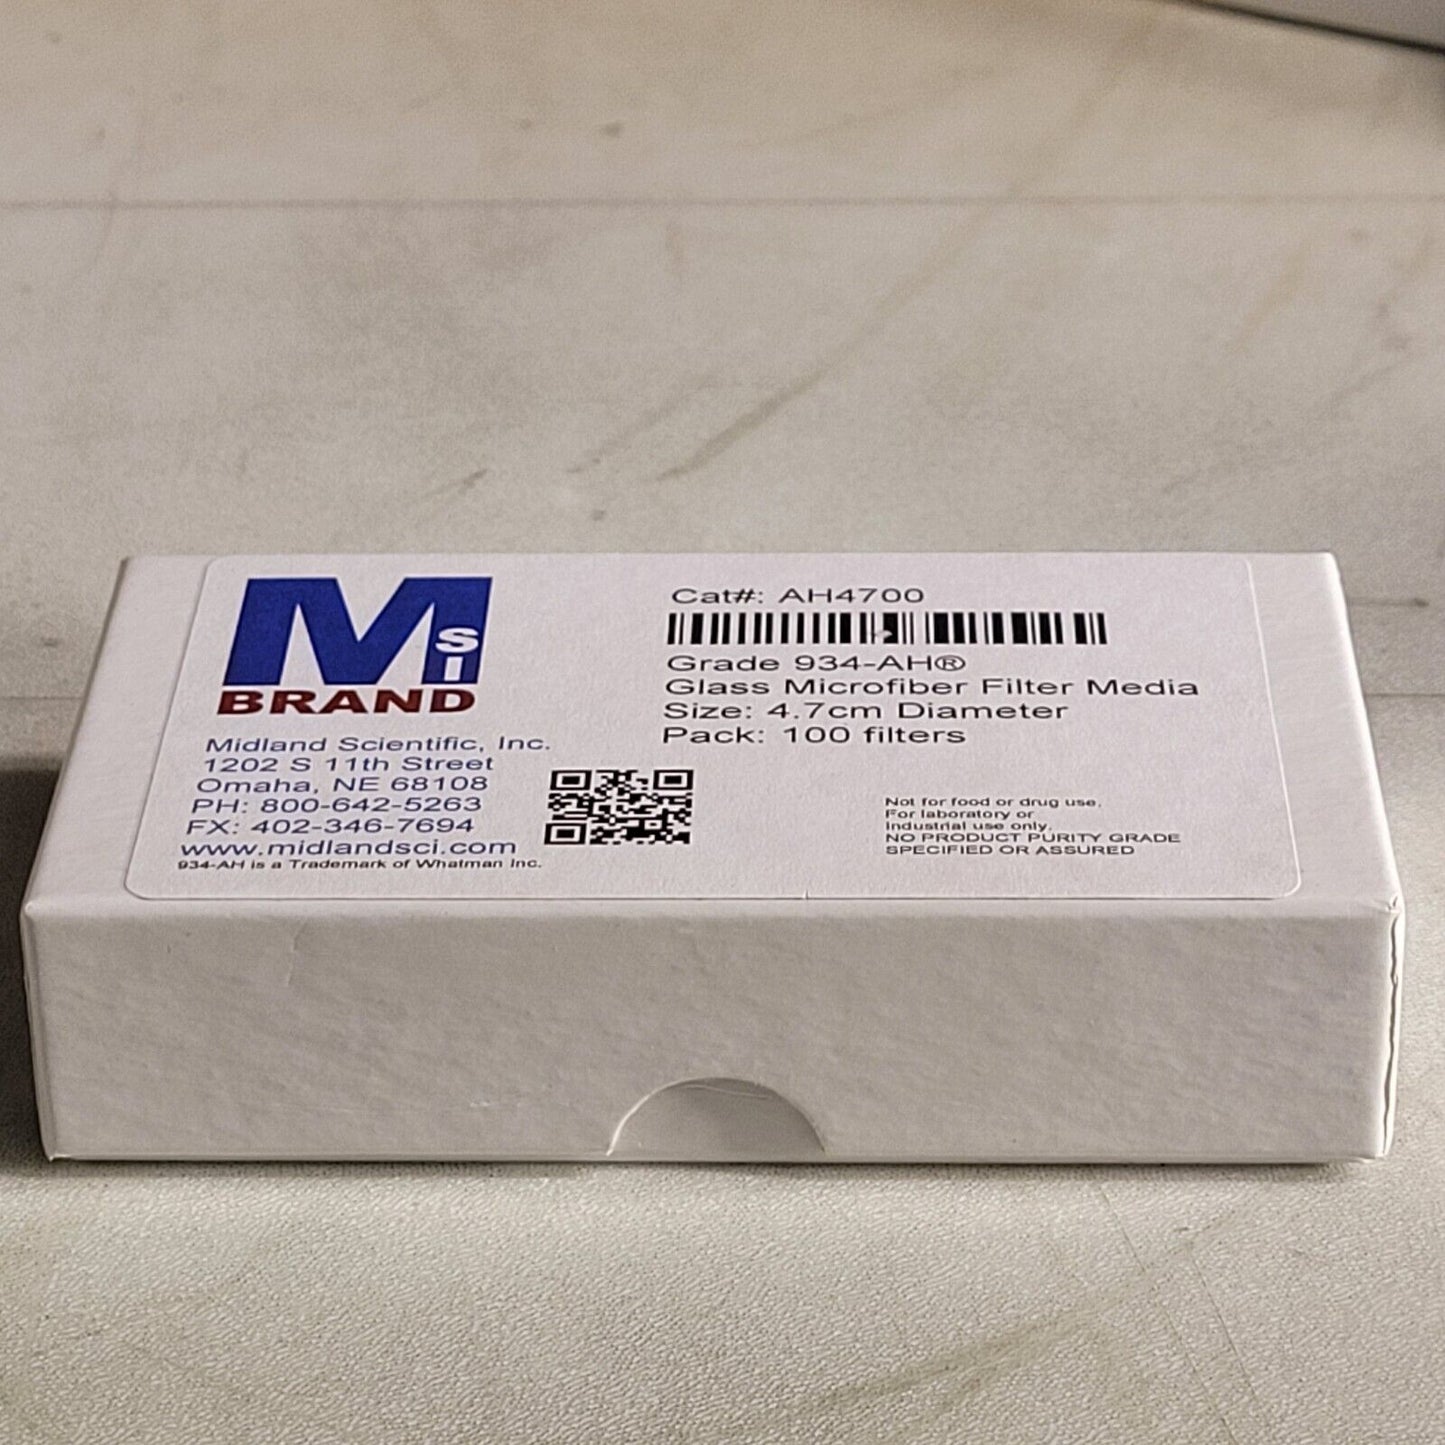 MSI
BRAND
Midland Scientific, Inc.
1202 S 11th Street
Omaha, NE 68108
PH: 800-642-5263
FX: 402-346-7694
www.midlandsci.com
934-AH is a Trademark of Whatman Inc.
Cat#: AH4700
Grade 934-AH®
Glass Microfiber Filter Media
Size: 4.7cm Diameter
Pack: 100 filters
Not for food or drug use,
For laboratory or
Industrial use only,
NO PRODUCT PURITY GRADE
SPECIFIED OR ASSURED